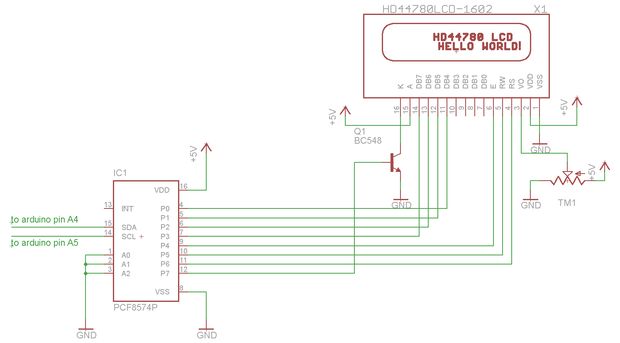 HD44780LCD-1602 X1
HD44780 LCD
HELLO WORLD!
K A DB7 DB6 DB5 DB4 DB3 DB2 DB1 DB0 E RW RS VO VDD VSS
16 15 14 13 12 11 10 9 8 7 6 5 4 3 2 1
+5V
+5V
Q1
BC548
GND
+5V
+5V
IC1
GND
GND
TM1
VDD 16
13 INT P0 4
to arduino pin A4
P1 5
15 SDA P2 6
14 SCL + P3 7
to arduino pin A5
P4 9
1 A0 P5 10
2 A1 P6 11
3 A2 P7 12
VSS 8
PCF8574P
GND
GND